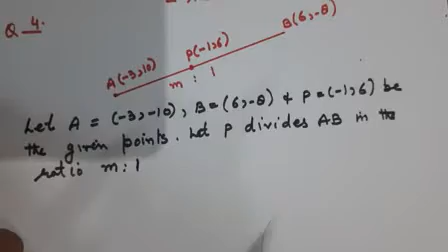 Q 4.
A(-3,10)
P(-1,6)
B(6,-8)
m : 1
Let A = (-3,-10), B = (6,-8) & P = (-1,6) be
the given points. Let P divides AB in the
ratio m:1